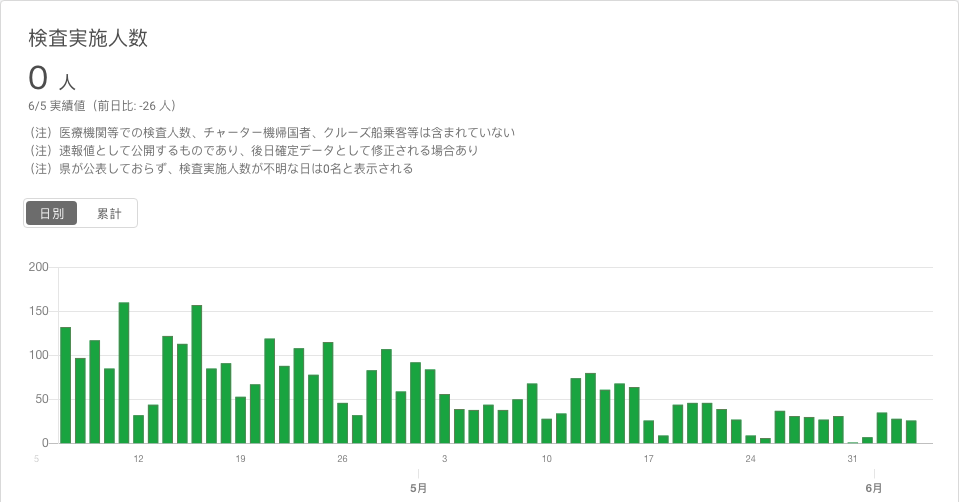 検査実施人数
0 人
6/5 実績値（前日比: -26 人）
（注）医療機関等での検査人数、チャーター機帰国者、クルーズ船乗客等は含まれていない
（注）速報値として公開するものであり、後日確定データとして修正される場合あり
（注）県が公表しておらず、検査実施人数が不明な日は0名と表示される
日別 累計
200
150
100
50
0
5 12 19 26 3 10 17 24 31
5月 6月